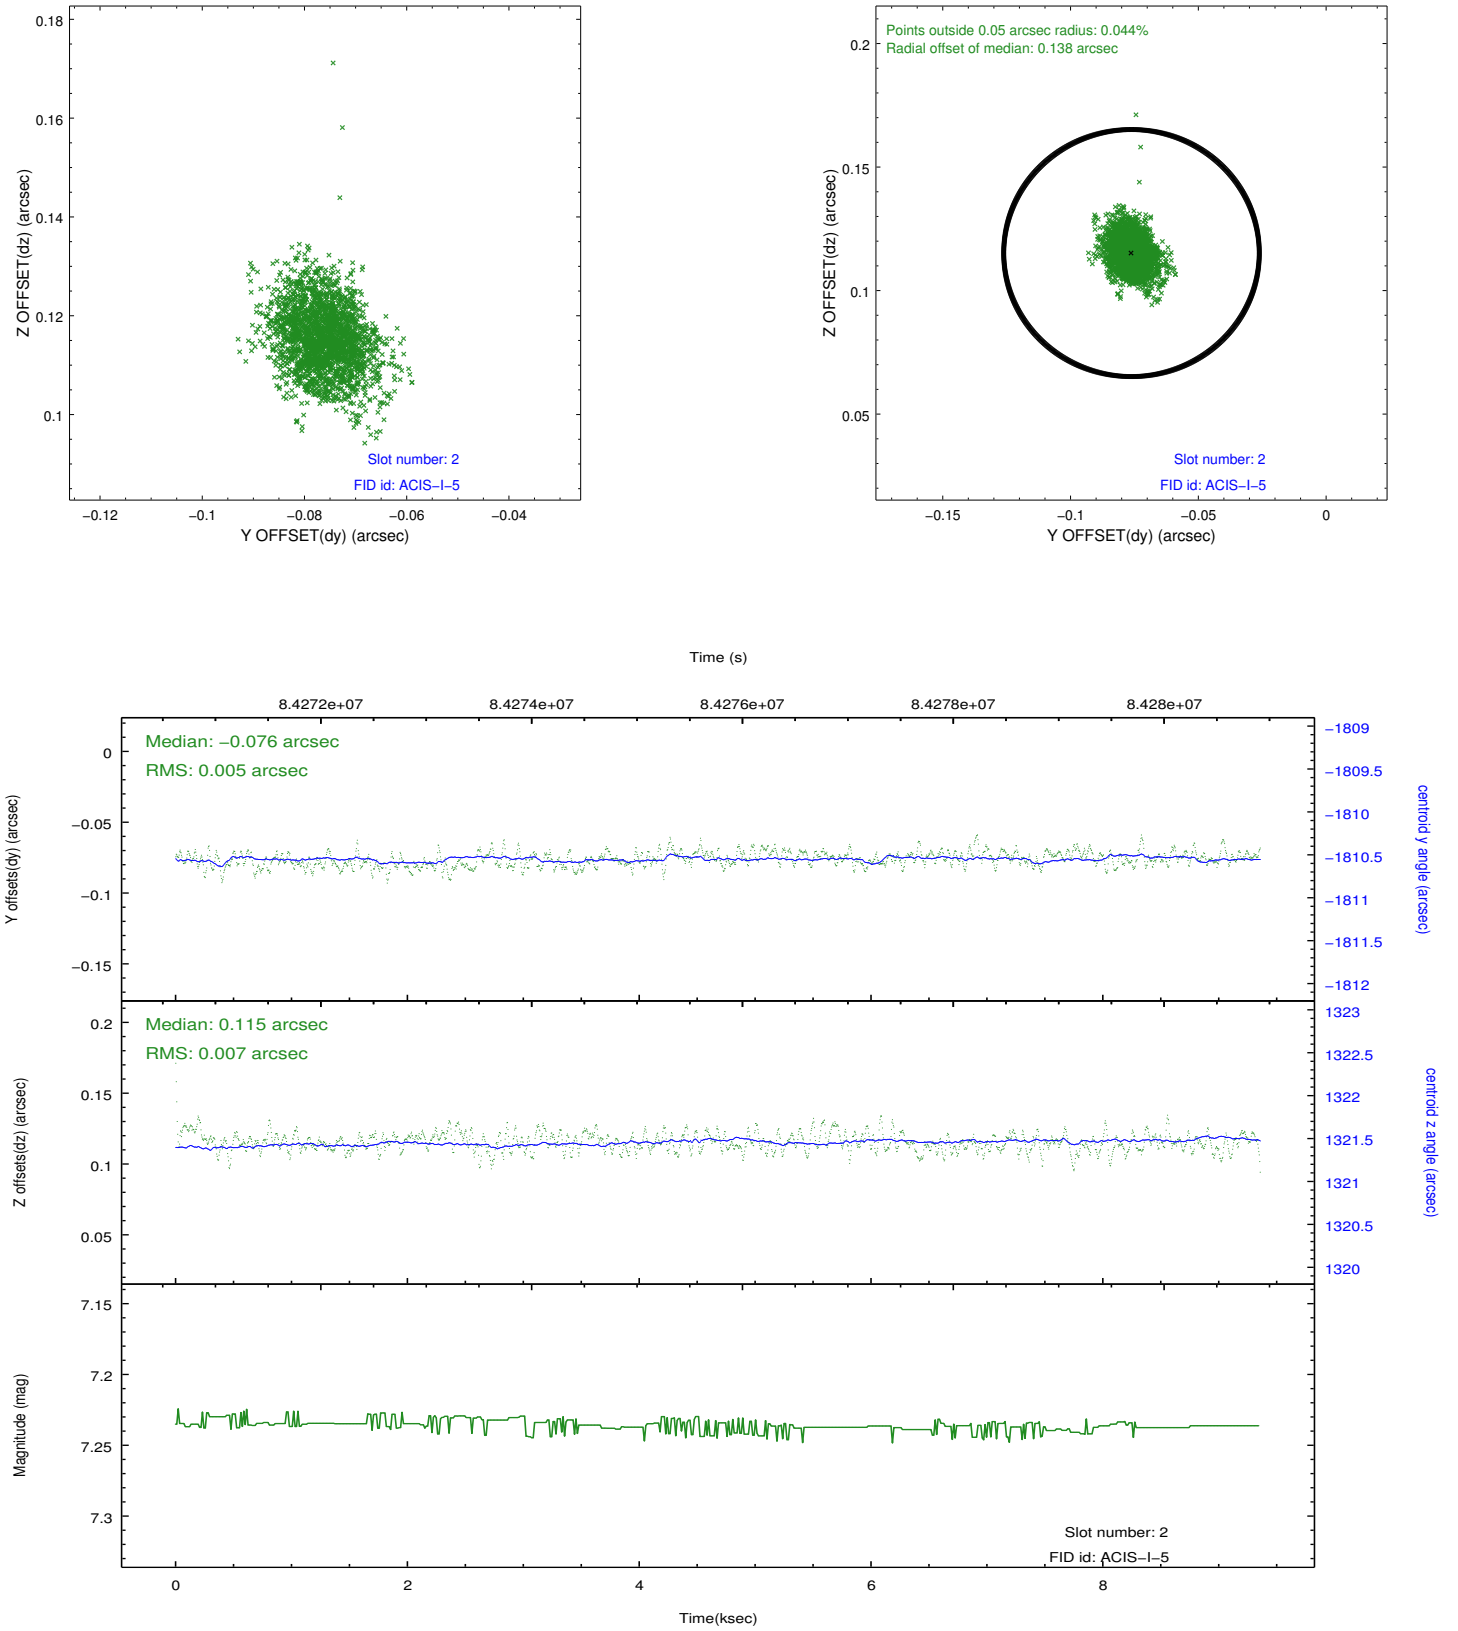 0.18
0.16
0.14
0.12
0.1
Z OFFSET(dz) (arcsec)
Slot number: 2
FID id: ACIS−I−5
−0.12 −0.1 −0.08 −0.06 −0.04
Y OFFSET(dy) (arcsec)
Points outside 0.05 arcsec radius: 0.044%
Radial offset of median: 0.138 arcsec
0.2
0.15
0.1
0.05
Z OFFSET(dz) (arcsec)
Slot number: 2
FID id: ACIS−I−5
−0.15 −0.1 −0.05 0
Y OFFSET(dy) (arcsec)
Time (s)
8.4272e+07 8.4274e+07 8.4276e+07 8.4278e+07 8.428e+07
Median: −0.076 arcsec
RMS: 0.005 arcsec
0
−0.05
−0.1
−0.15
Y offsets(dy) (arcsec)
−1809
−1809.5
−1810
−1810.5
−1811
−1811.5
−1812
centroid y angle (arcsec)
Median: 0.115 arcsec
RMS: 0.007 arcsec
0.2
0.15
0.1
0.05
Z offsets(dz) (arcsec)
1323
1322.5
1322
1321.5
1321
1320.5
1320
centroid z angle (arcsec)
7.15
7.2
7.25
7.3
Magnitude (mag)
Slot number: 2
FID id: ACIS−I−5
0 2 4 6 8
Time(ksec)